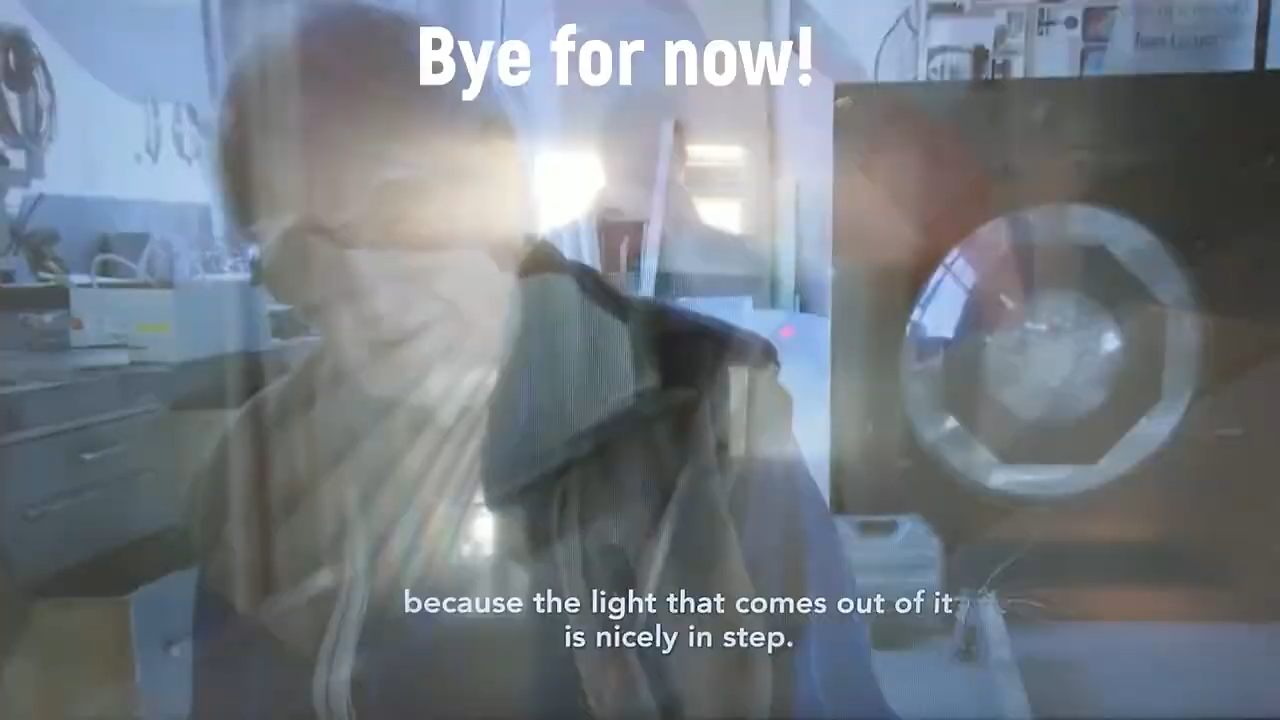 Bye for now!
because the light that comes out of it
is nicely in step.